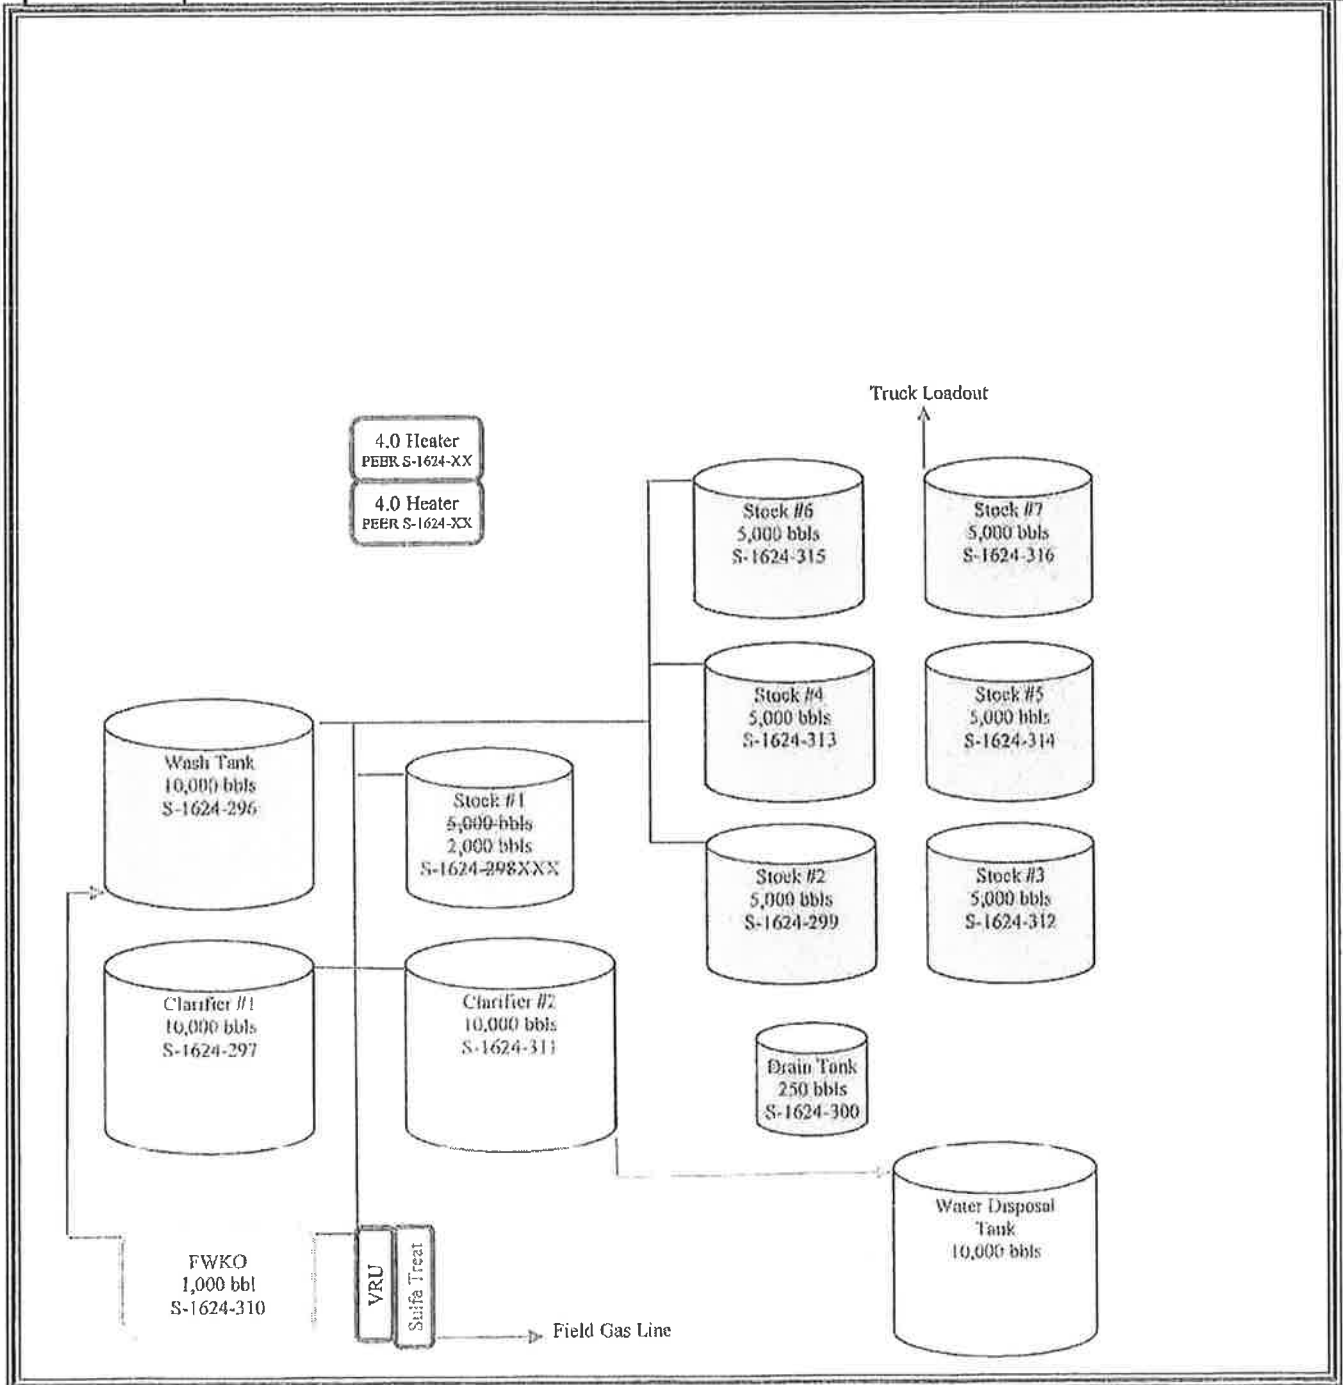 Truck Loadout
4.0 Heater
PEER S-1624-XX
4.0 Heater
PEER S-1624-XX
Stock #6
5,000 bbls
S-1624-315
Stock #7
5,000 bbls
S-1624-316
Stock #4
5,000 bbls
S-1624-313
Stock #5
5,000 bbls
S-1624-314
Wash Tank
10,000 bbls
S-1624-296
Stock #1
5,000 bbls
2,000 bbls
S-1624-298XXX
Stock #2
5,000 bbls
S-1624-299
Stock #3
5,000 bbls
S-1624-312
Clarifier #1
10,000 bbls
S-1624-297
Clarifier #2
10,000 bbls
S-1624-311
Drain Tank
250 bbls
S-1624-300
Water Disposal
Tank
10,000 bbls
FWKO
1,000 bbl
S-1624-310
VRU
Sulfa Treat
Field Gas Line